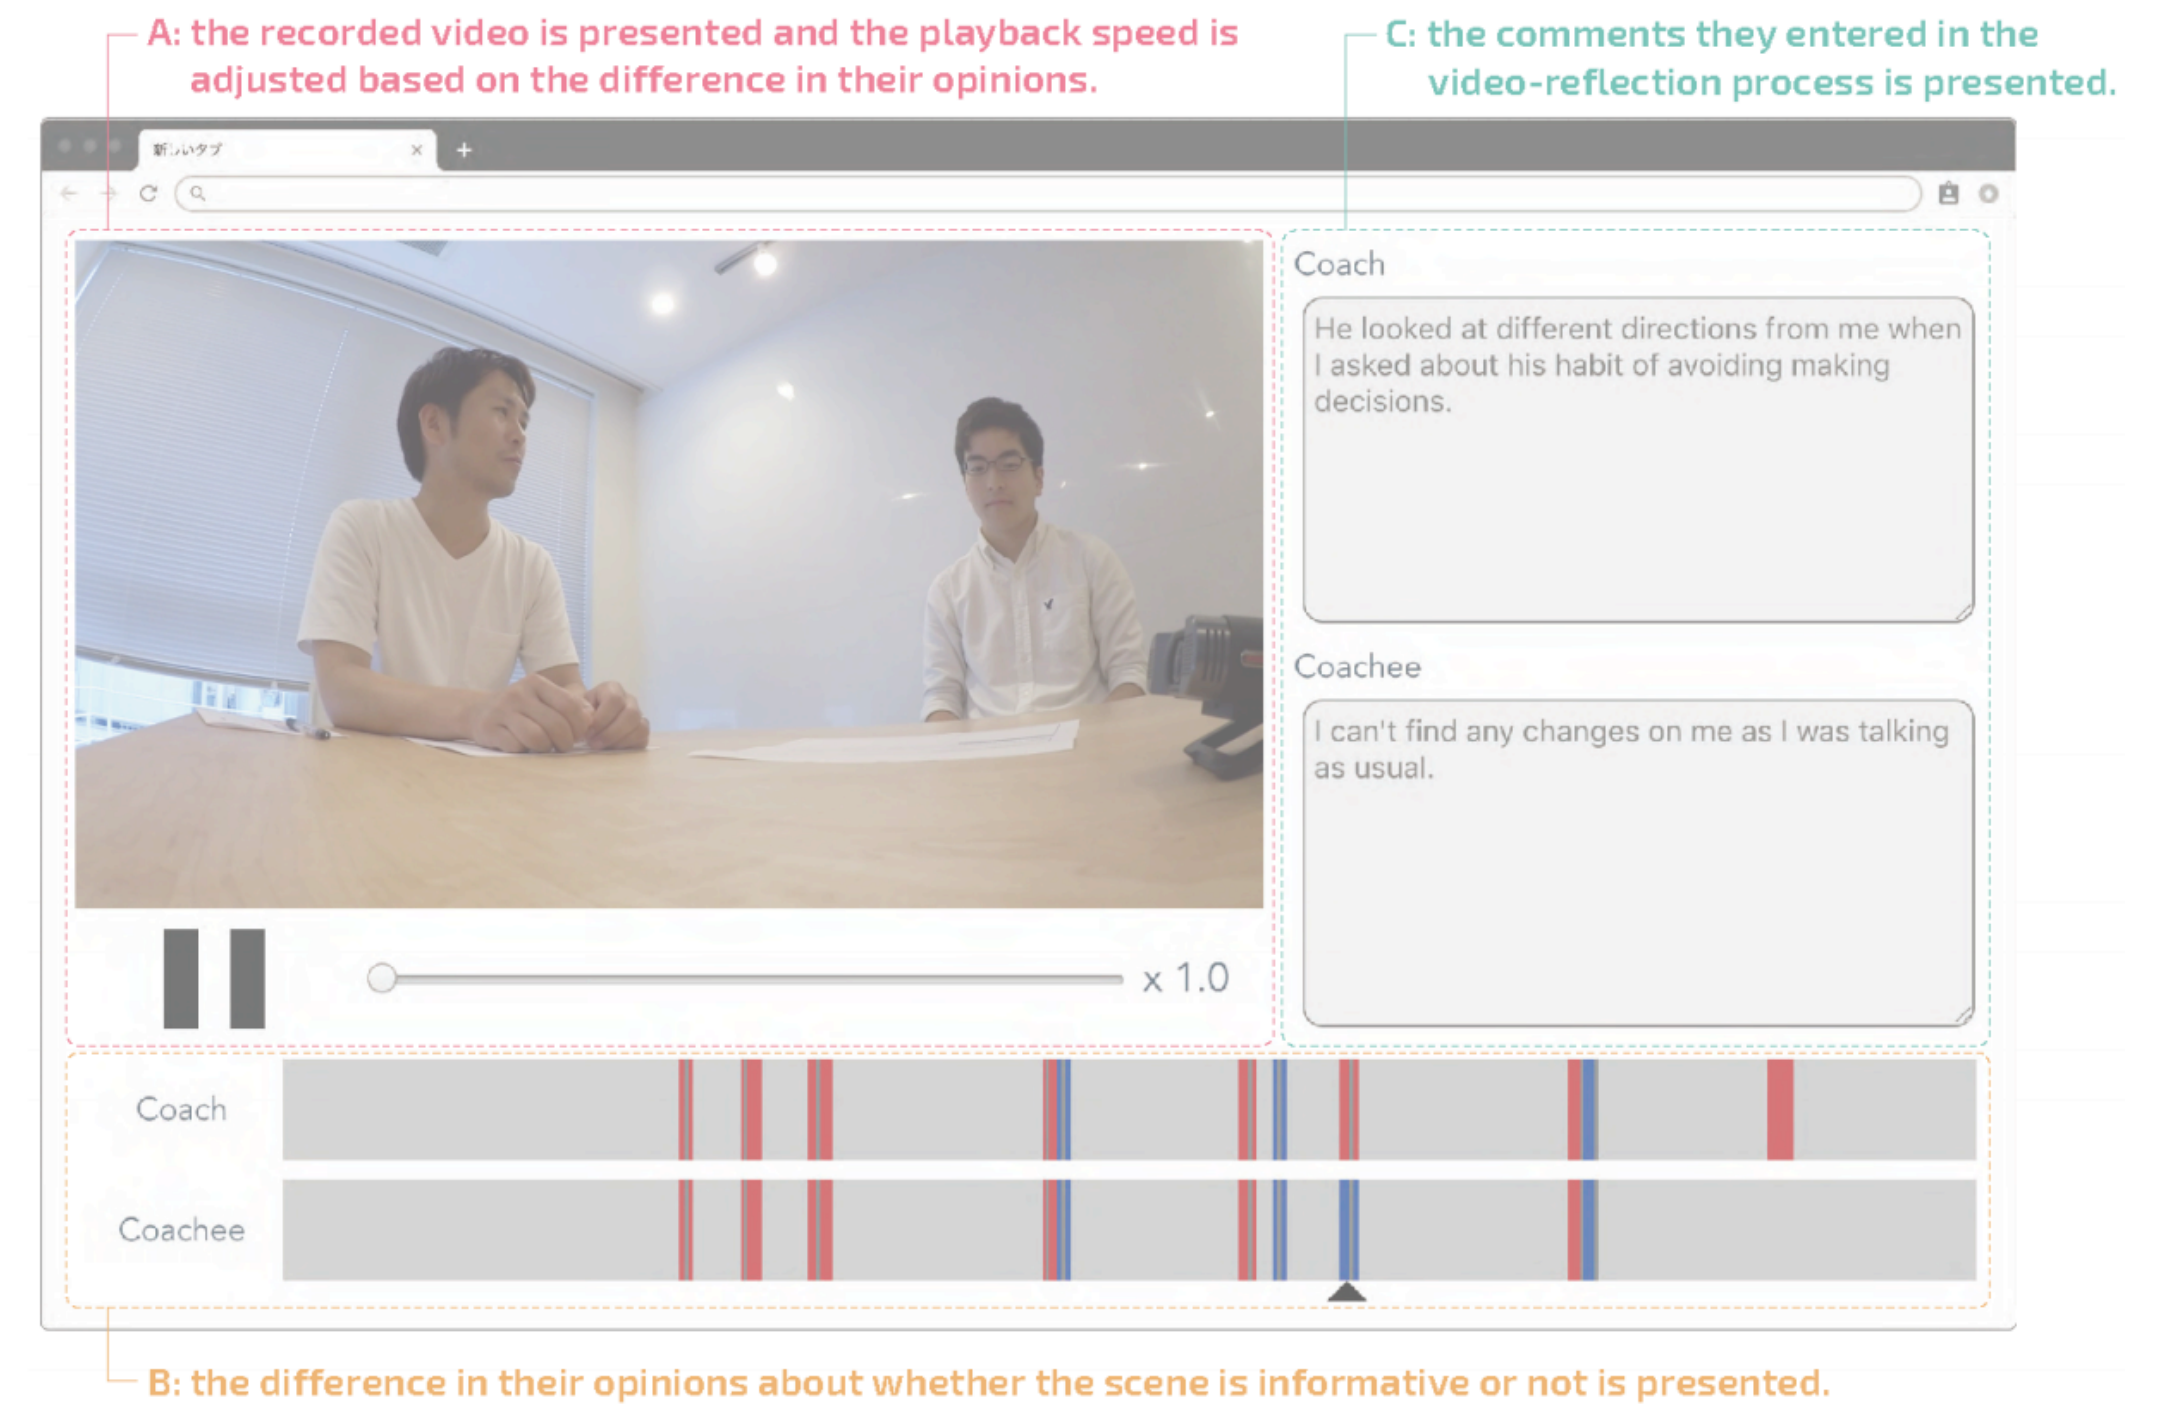 A: the recorded video is presented and the playback speed is
adjusted based on the difference in their opinions.
C: the comments they entered in the
video-reflection process is presented.
新しいタブ
Coach
He looked at different directions from me when
I asked about his habit of avoiding making
decisions.
Coachee
I can't find any changes on me as I was talking
as usual.
x 1.0
Coach
Coachee
B: the difference in their opinions about whether the scene is informative or not is presented.